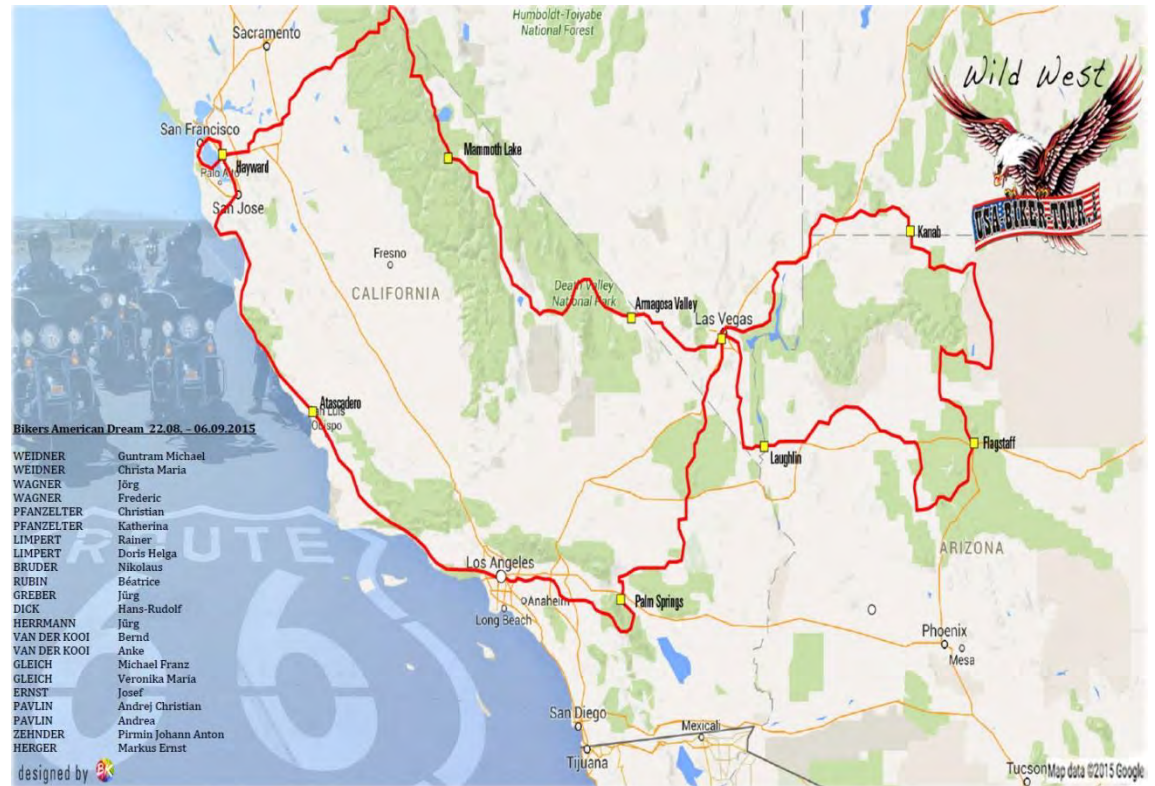 Humboldt-Toiyabe
National Forest
Sacramento
Wild West
USA-BIKER-TOUR
San Francisco
Hayward
Palo Alto
San Jose
Mammoth Lake
Kanab
Fresno
CALIFORNIA
Death Valley
National Park
Armagosa Valley
Las Vegas
Atascadero
San Luis
Obispo
Laughlin
Flagstaff
ARIZONA
Los Angeles
Anaheim
Long Beach
Palm Springs
Phoenix
Mesa
San Diego
Mexicali
Tijuana
Tucson
Map data ©2015 Google
Bikers American Dream 22.08. – 06.09.2015
WEIDNER Guntram Michael
WEIDNER Christa Maria
WAGNER Jörg
WAGNER Frederic
PFANZELTER Christian
PFANZELTER Katherina
LIMPERT Rainer
LIMPERT Doris Helga
BRUDER Nikolaus
RUBIN Béatrice
GREBER Jürg
DICK Hans-Rudolf
HERRMANN Jürg
VAN DER KOOI Bernd
VAN DER KOOI Anke
GLEICH Michael Franz
GLEICH Veronika Maria
ERNST Josef
PAVLIN Andrej Christian
PAVLIN Andrea
ZEHNDER Pirmin Johann Anton
HERGER Markus Ernst
ROUTE
66
designed by BK